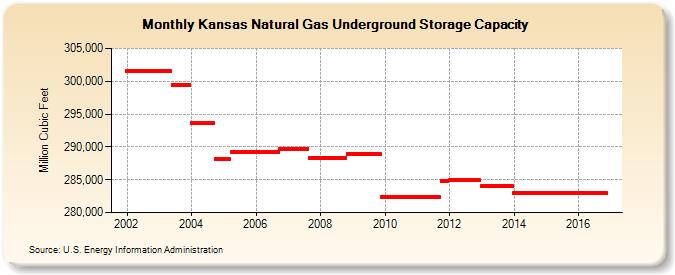 Monthly Kansas Natural Gas Underground Storage Capacity
Million Cubic Feet
305,000
300,000
295,000
290,000
285,000
280,000
2002 2004 2006 2008 2010 2012 2014 2016
Source: U.S. Energy Information Administration